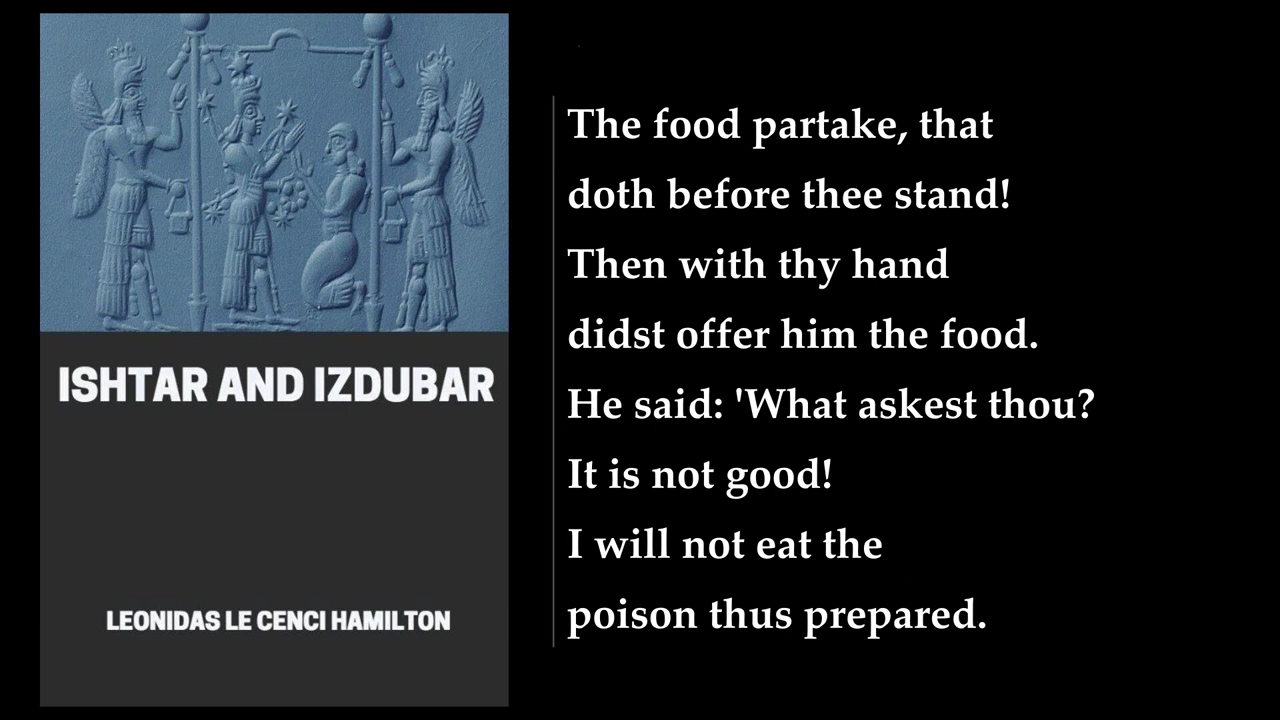 ISHTAR AND IZDUBAR
LEONIDAS LE CENCI HAMILTON
The food partake, that
doth before thee stand!
Then with thy hand
didst offer him the food.
He said: 'What askest thou?
It is not good!
I will not eat the
poison thus prepared.